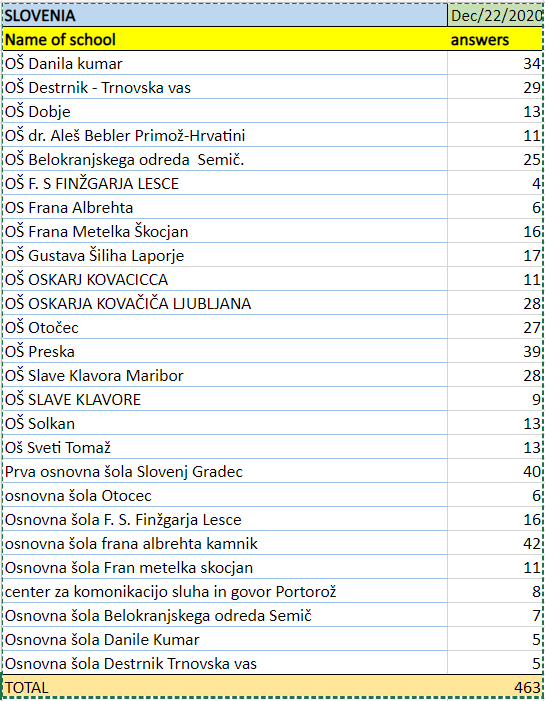 SLOVENIA Dec/22/2020
Name of school answers
OŠ Danila kumar 34
OŠ Destrnik - Trnovska vas 29
OŠ Dobje 13
OŠ dr. Aleš Bebler Primož-Hrvatini 11
OŠ Belokranjskega odreda  Semič. 25
OŠ F. S FINŽGARJA LESCE 4
OS Frana Albrehta 6
OŠ Frana Metelka Škocjan 16
OŠ Gustava Šiliha Laporje 17
OŠ OSKARJ KOVACICCA 11
OŠ OSKARJA KOVAČIČA LJUBLJANA 28
OŠ Otočec 27
OŠ Preska 39
OŠ Slave Klavora Maribor 28
OŠ SLAVE KLAVORE 9
OŠ Solkan 13
Oš Sveti Tomaž 13
Prva osnovna šola Slovenj Gradec 40
osnovna šola Otocec 6
Osnovna šola F. S. Finžgarja Lesce 16
osnovna šola frana albrehta kamnik 42
Osnovna šola Fran metelka skocjan 11
center za komonikacijo sluha in govor Portorož 8
Osnovna šola Belokranjskega odreda Semič 7
Osnovna šola Danile Kumar 5
Osnovna šola Destrnik Trnovska vas 5
TOTAL 463